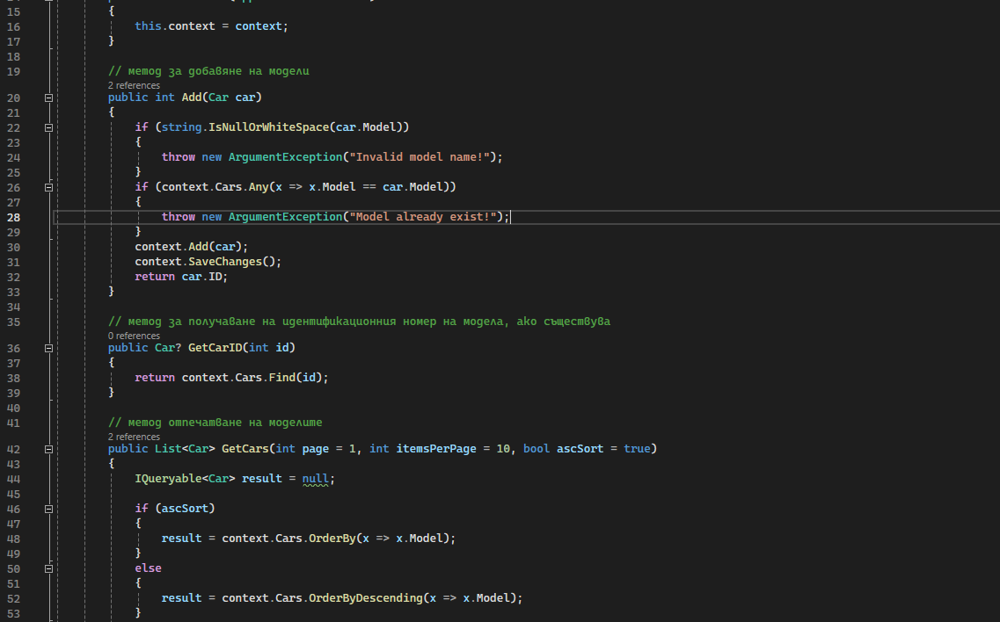 15 {
16 this.context = context;
17 }
18
19 // метод за добавяне на модели
2 references
20 public int Add(Car car)
21 {
22 if (string.IsNullOrWhiteSpace(car.Model))
23 {
24 throw new ArgumentException("Invalid model name!");
25 }
26 if (context.Cars.Any(x => x.Model == car.Model))
27 {
28 throw new ArgumentException("Model already exist!");
29 }
30 context.Add(car);
31 context.SaveChanges();
32 return car.ID;
33 }
34
35 // метод за получаване на идентификационния номер на модела, ако съществува
0 references
36 public Car? GetCarID(int id)
37 {
38 return context.Cars.Find(id);
39 }
40
41 // метод отпечатване на моделите
2 references
42 public List<Car> GetCars(int page = 1, int itemsPerPage = 10, bool ascSort = true)
43 {
44 IQueryable<Car> result = null;
45
46 if (ascSort)
47 {
48 result = context.Cars.OrderBy(x => x.Model);
49 }
50 else
51 {
52 result = context.Cars.OrderByDescending(x => x.Model);
53 }